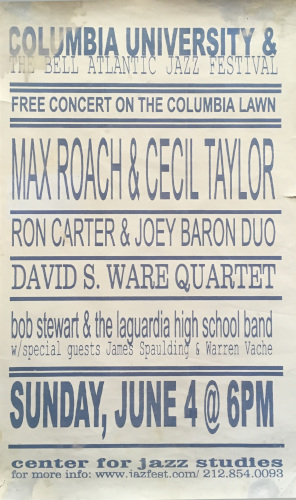 COLUMBIA UNIVERSITY &
THE BELL ATLANTIC JAZZ FESTIVAL
FREE CONCERT ON THE COLUMBIA LAWN
MAX ROACH & CECIL TAYLOR
RON CARTER & JOEY BARON DUO
DAVID S. WARE QUARTET
bob stewart & the laguardia high school band
w/special guests James Spaulding & Warren Vache
SUNDAY, JUNE 4 @ 6PM
center for jazz studies
for more info: www.jazfest.com/ 212.854.0093